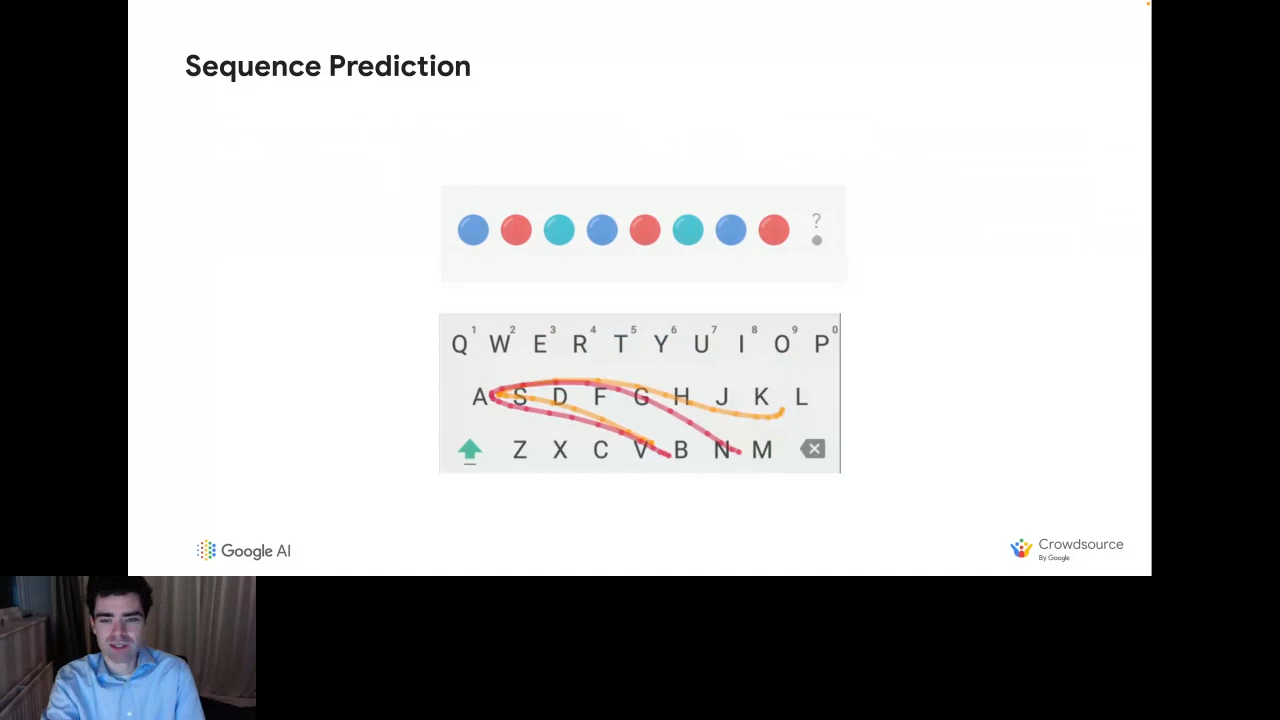 Sequence Prediction
?
1 2 3 4 5 6 7 8 9 0
Q W E R T Y U I O P
A S D F G H J K L
Z X C V B N M
Google AI
Crowdsource
By Google